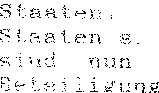 Staaten.
Staaten s.
sind nun
Beteiligung